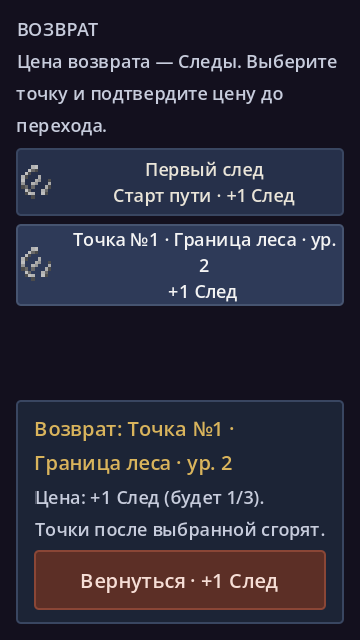 ВОЗВРАТ
Цена возврата — Следы. Выберите
точку и подтвердите цену до
перехода.
Первый след
Старт пути · +1 След
Точка №1 · Граница леса · ур.
2
+1 След
Возврат: Точка №1 ·
Граница леса · ур. 2
Цена: +1 След (будет 1/3).
Точки после выбранной сгорят.
Вернуться · +1 След